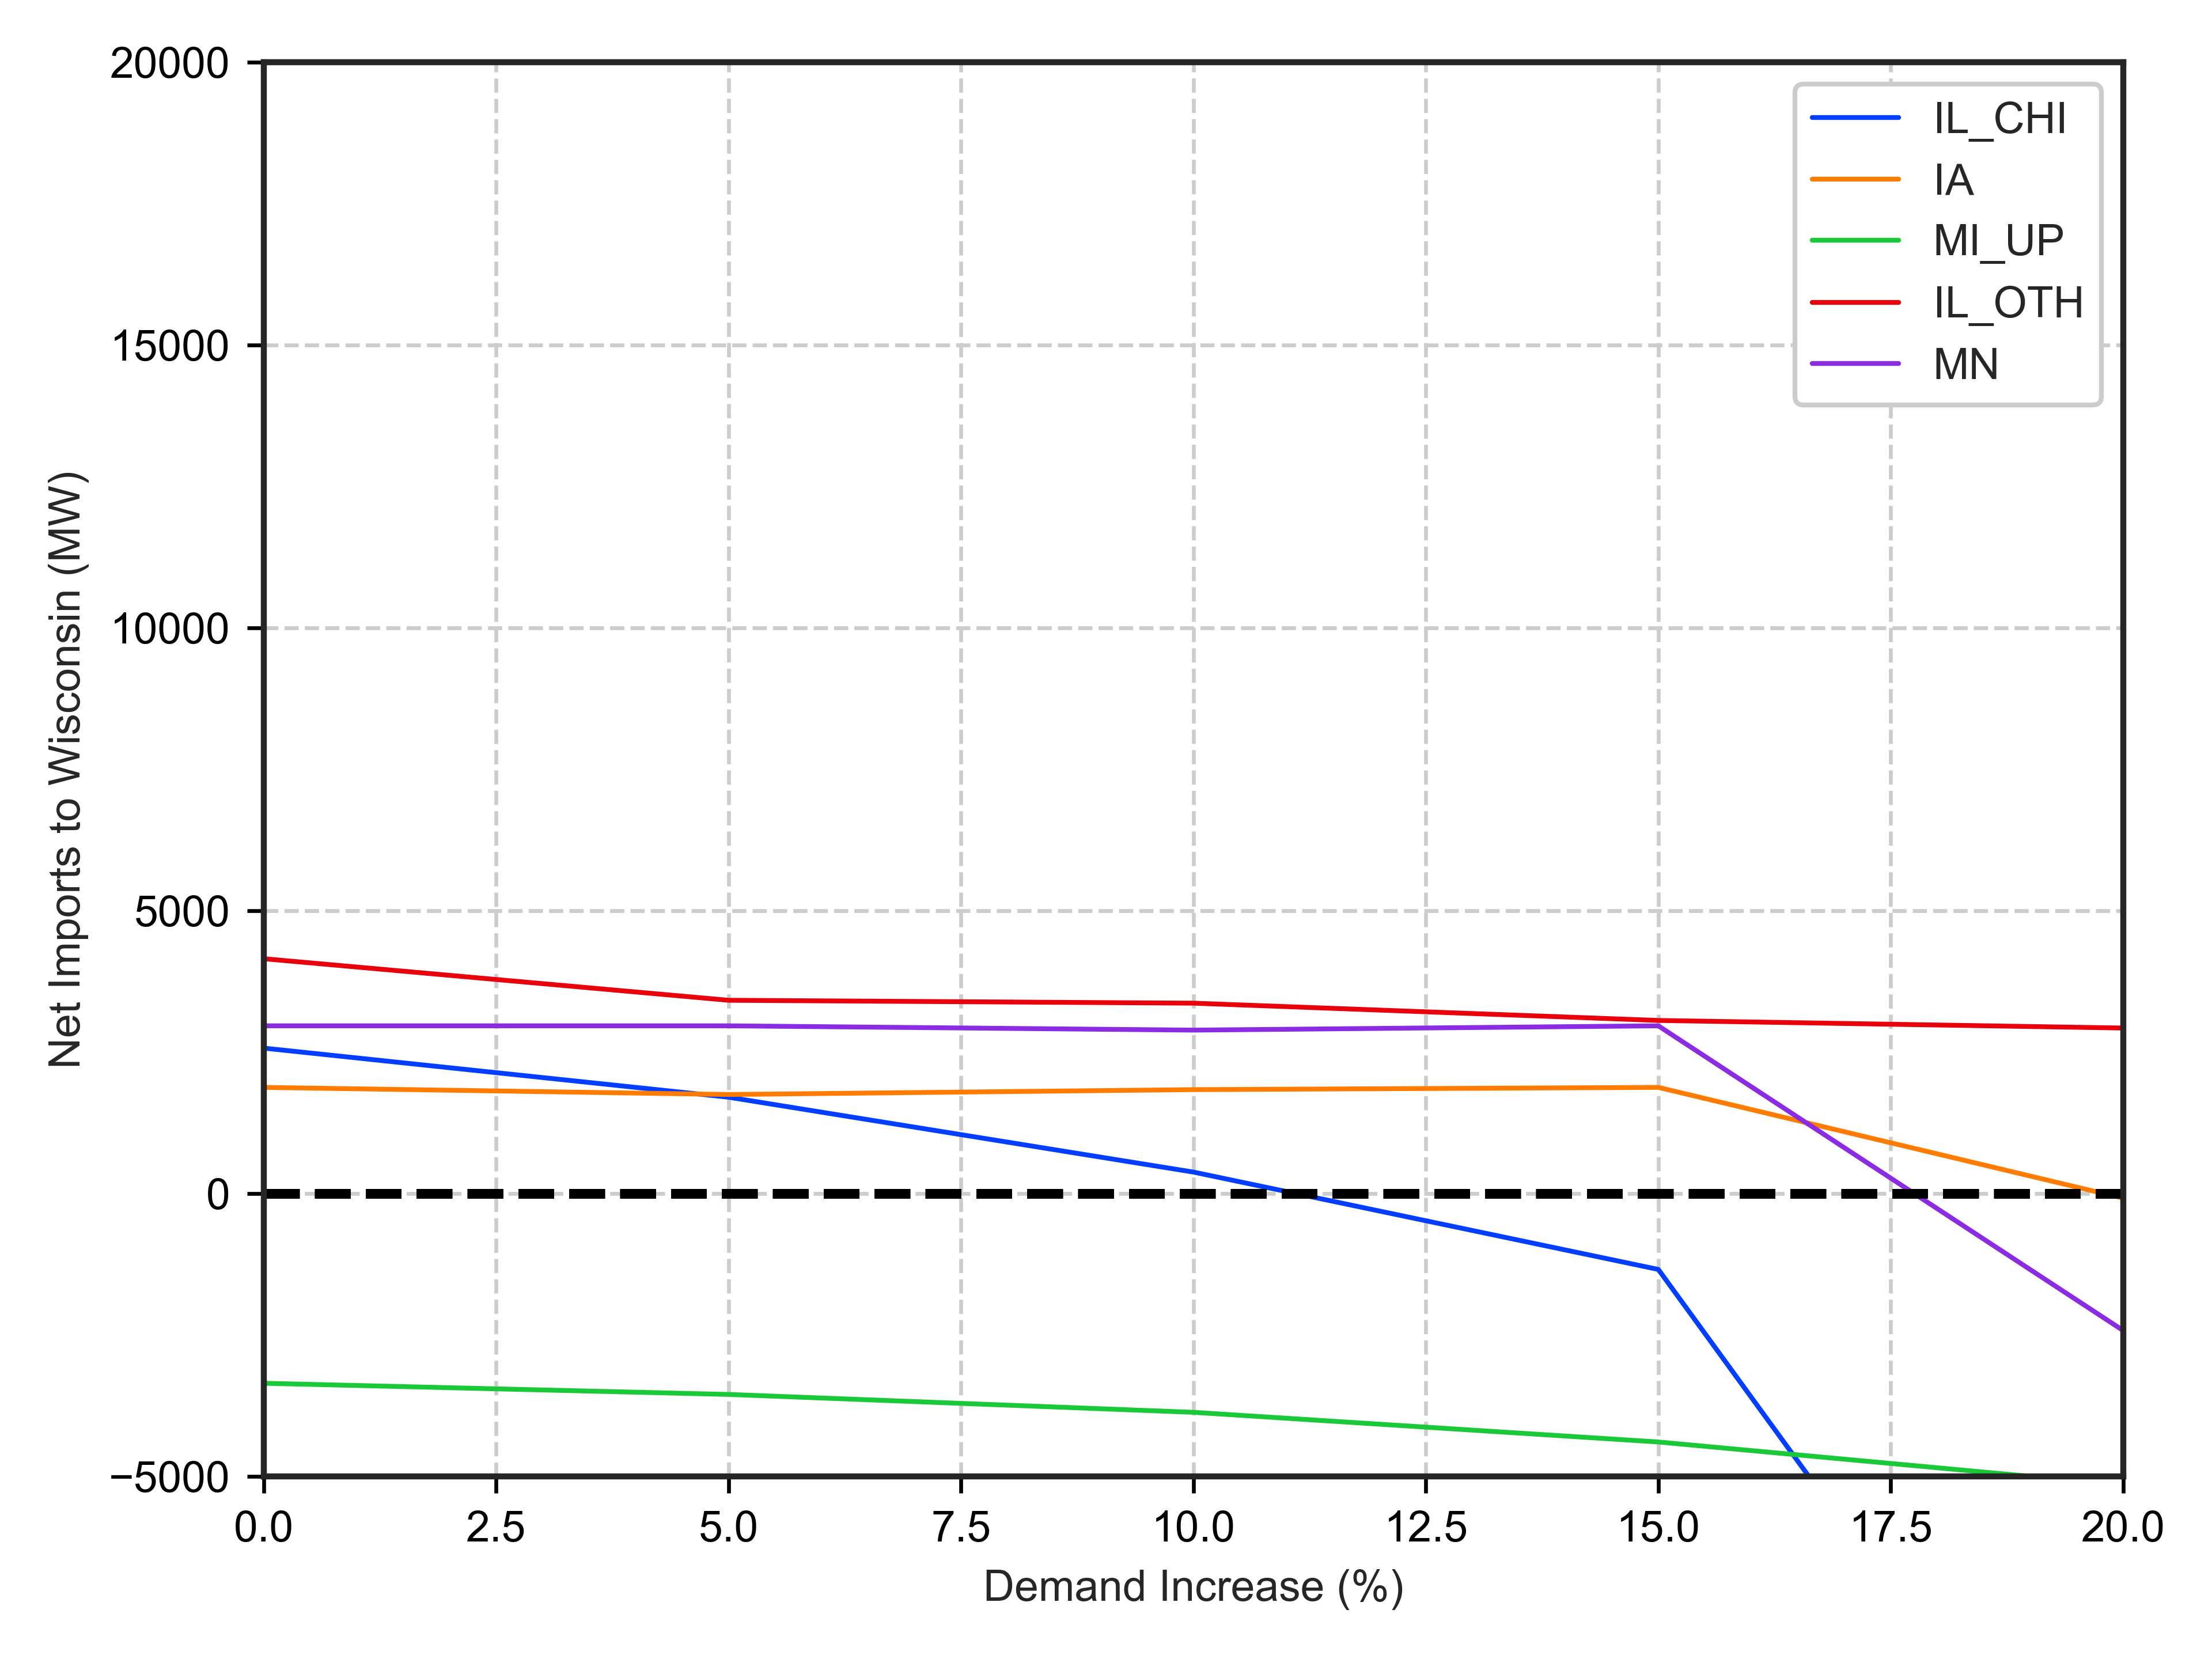 20000
15000
10000
5000
0
−5000
Net Imports to Wisconsin (MW)
IL_CHI
IA
MI_UP
IL_OTH
MN
0.0 2.5 5.0 7.5 10.0 12.5 15.0 17.5 20.0
Demand Increase (%)